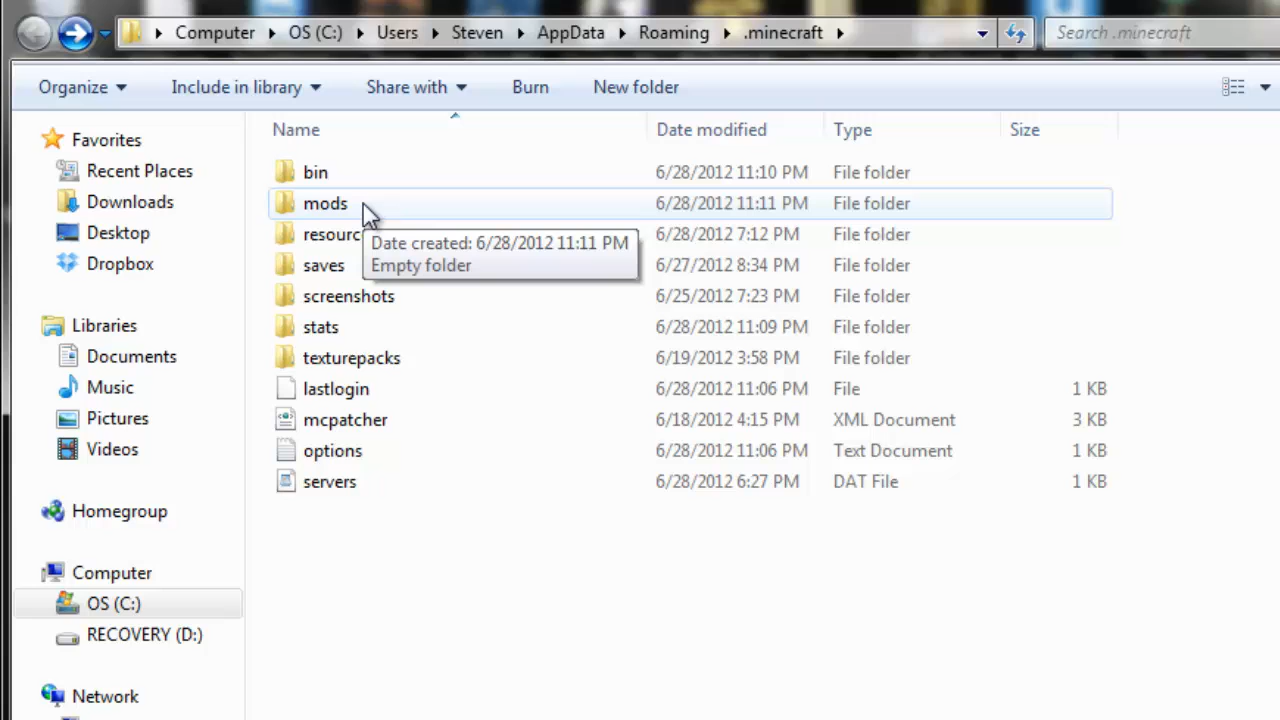 Computer OS (C:) Users Steven AppData Roaming .minecraft Search .minecraft
Organize Include in library Share with Burn New folder
Name Date modified Type Size
Favorites
Recent Places
Downloads
Desktop
Dropbox
Libraries
Documents
Music
Pictures
Videos
Homegroup
Computer
OS (C:)
RECOVERY (D:)
Network
bin 6/28/2012 11:10 PM File folder
mods 6/28/2012 11:11 PM File folder
resourc 6/28/2012 7:12 PM File folder
Date created: 6/28/2012 11:11 PM
Empty folder
saves 6/27/2012 8:34 PM File folder
screenshots 6/25/2012 7:23 PM File folder
stats 6/28/2012 11:09 PM File folder
texturepacks 6/19/2012 3:58 PM File folder
lastlogin 6/28/2012 11:06 PM File 1 KB
mcpatcher 6/18/2012 4:15 PM XML Document 3 KB
options 6/28/2012 11:06 PM Text Document 1 KB
servers 6/28/2012 6:27 PM DAT File 1 KB